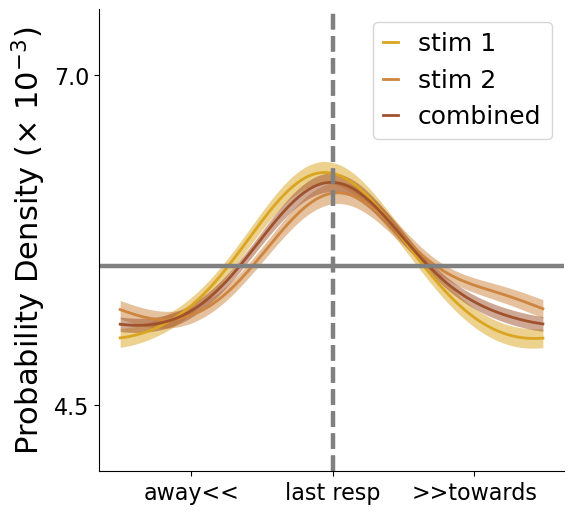 Probability Density (× 10⁻³)
7.0
4.5
stim 1
stim 2
combined
away<< last resp >>towards